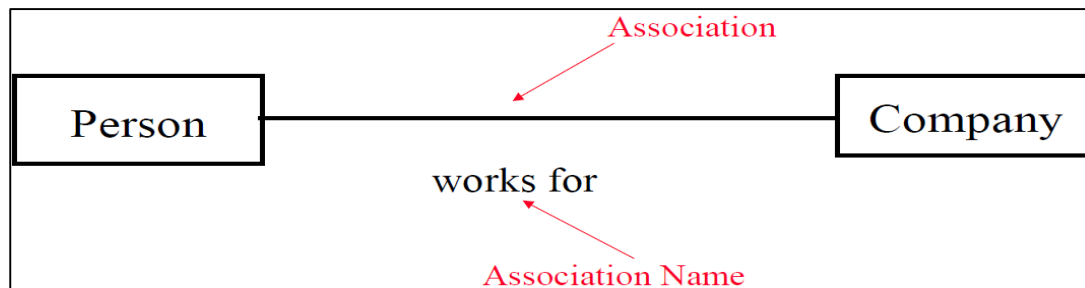 Association
Person
Company
works for
Association Name